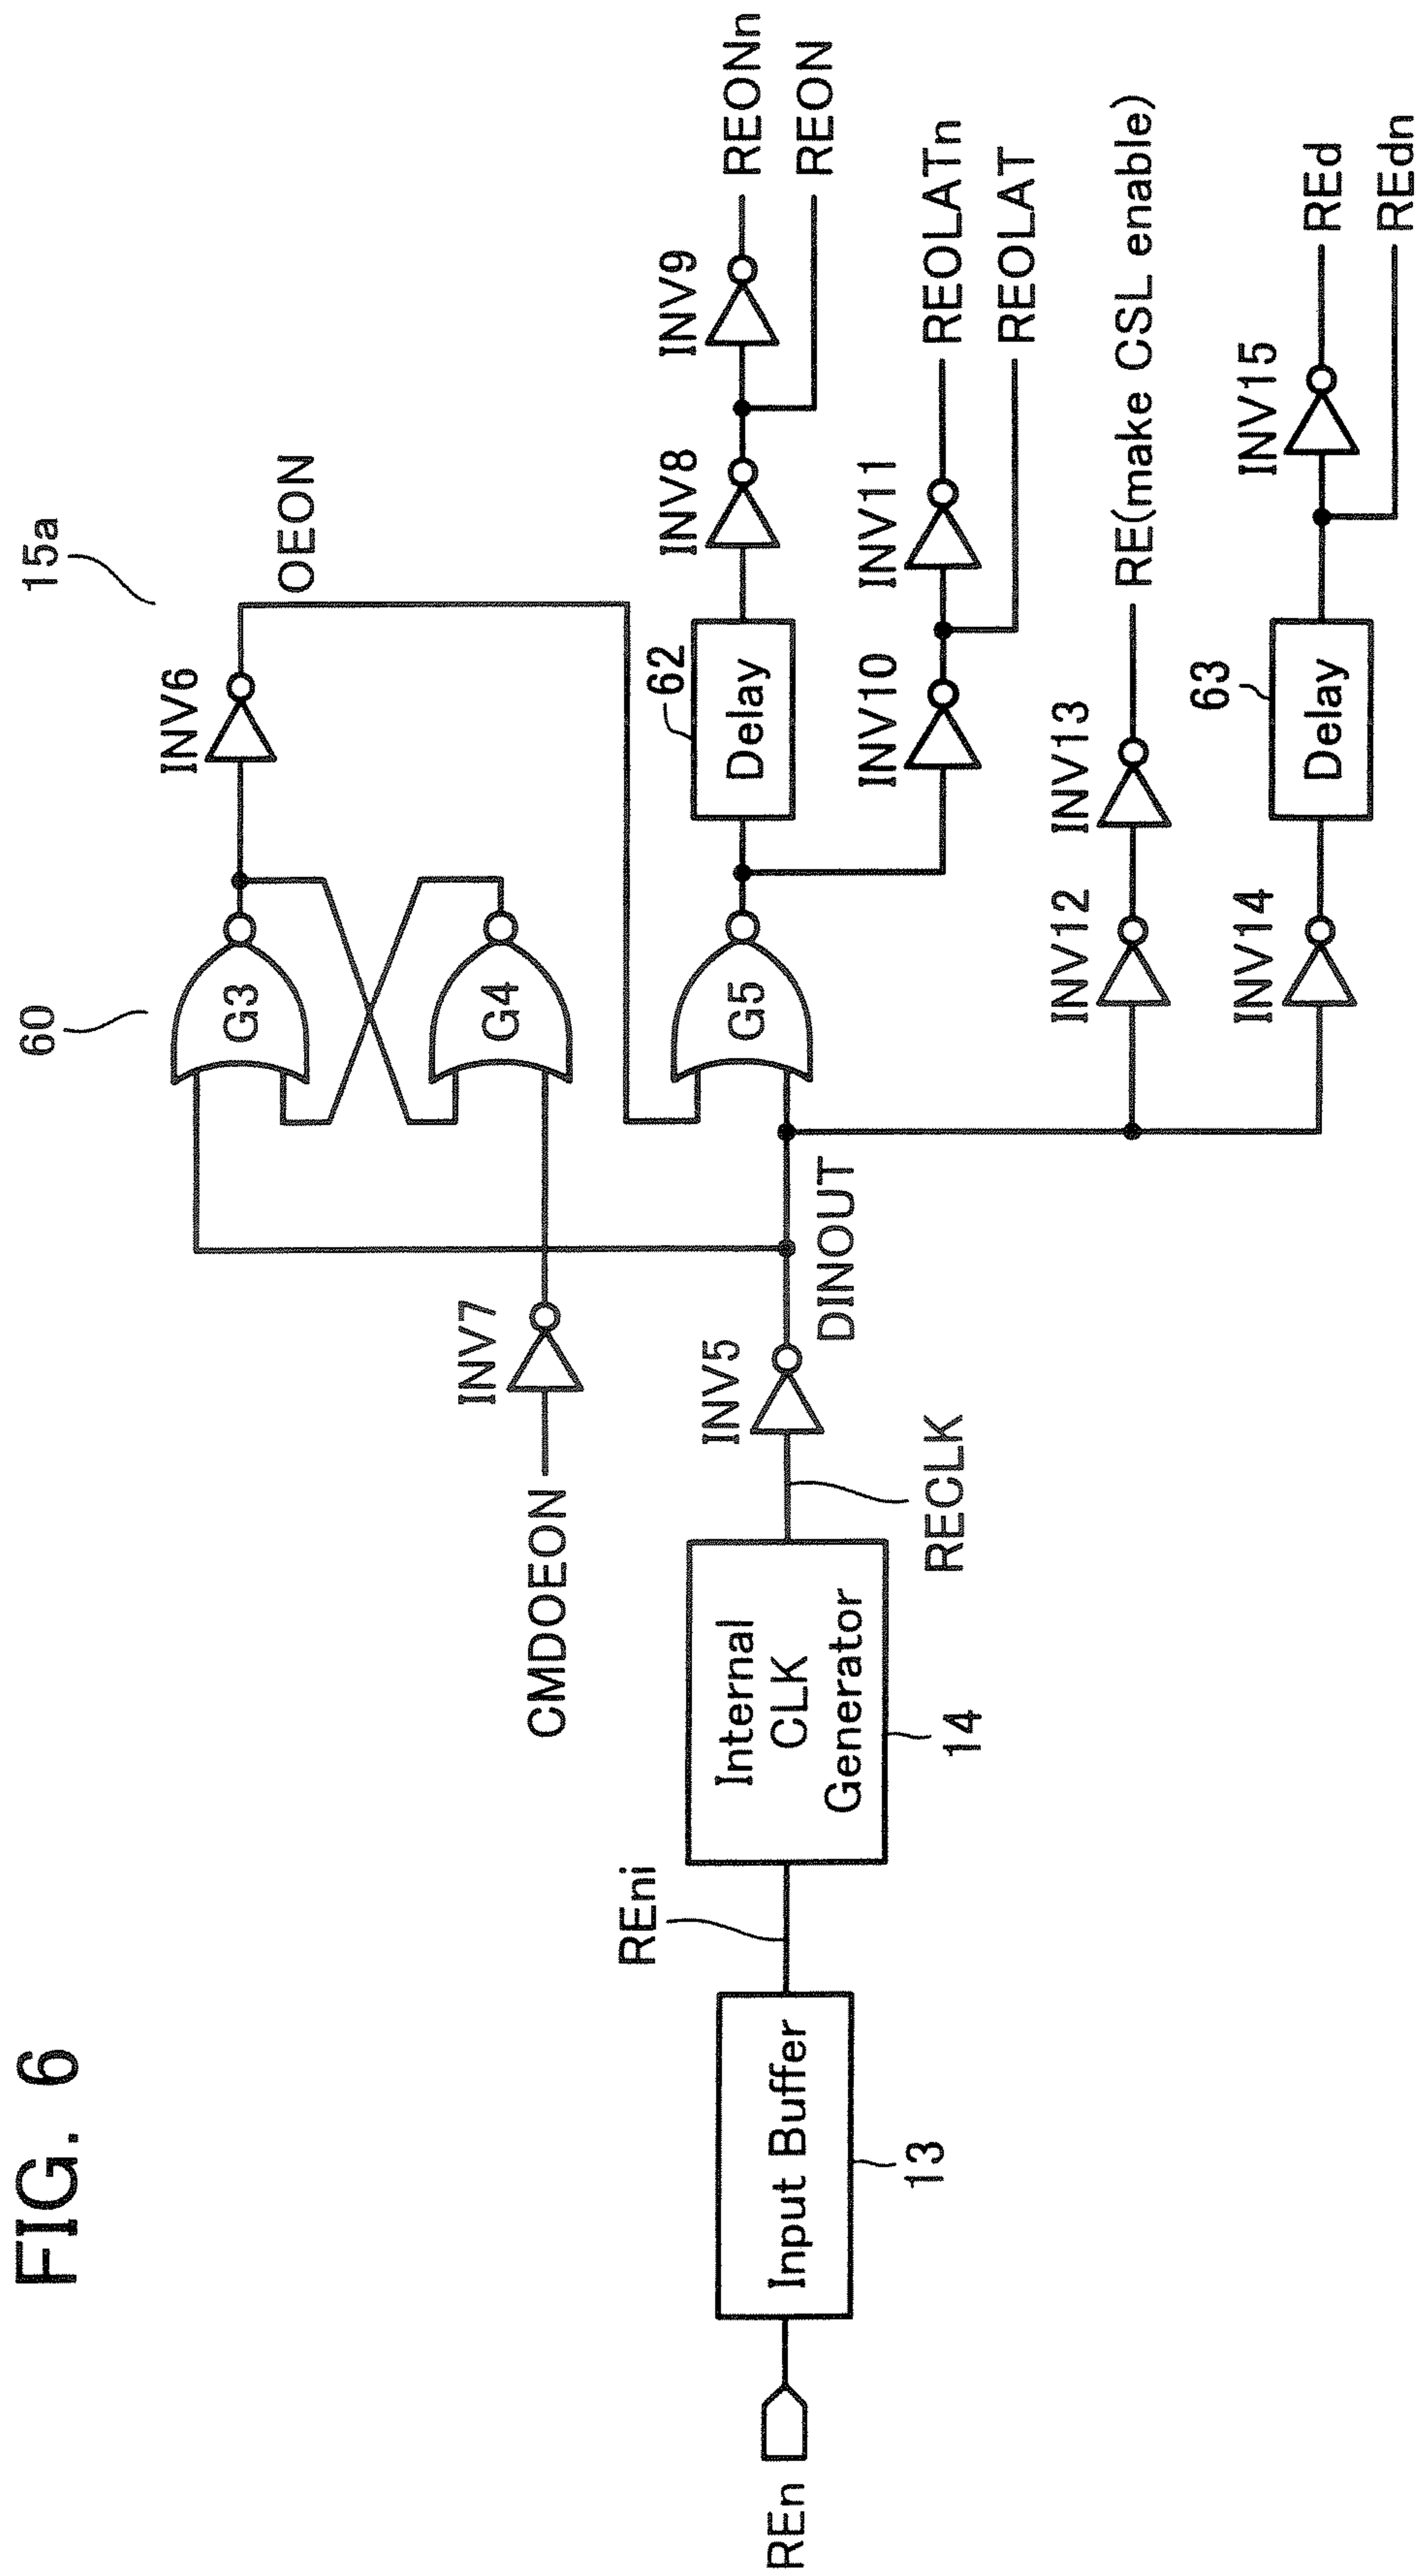 FIG. 6
15a
60
INV6
OEON
G3
G4
INV7
CMDOEON
REn
Input Buffer
13
REni
Internal
CLK
Generator
14
RECLK
INV5
DINOUT
G5
62
Delay
INV8
INV9
REONn
REON
INV10
INV11
REOLATn
REOLAT
INV12
INV13
RE(make CSL enable)
INV14
63
Delay
INV15
REd
REdn